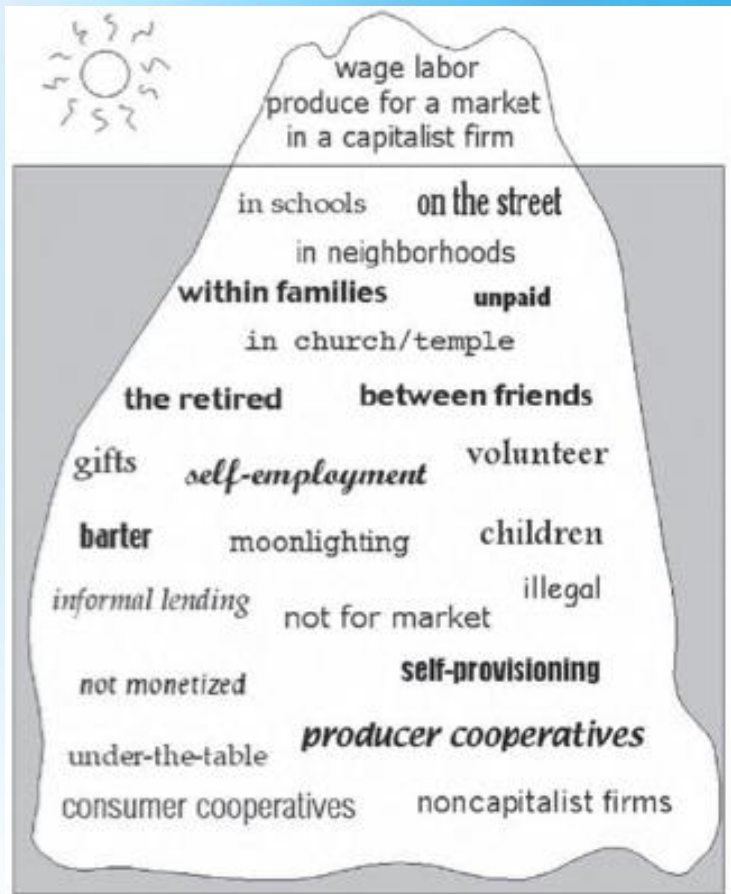 wage labor
produce for a market
in a capitalist firm
in schools on the street
in neighborhoods
within families unpaid
in church/temple
the retired between friends
gifts self-employment volunteer
barter moonlighting children
informal lending not for market illegal
not monetized self-provisioning
under-the-table producer cooperatives
consumer cooperatives noncapitalist firms